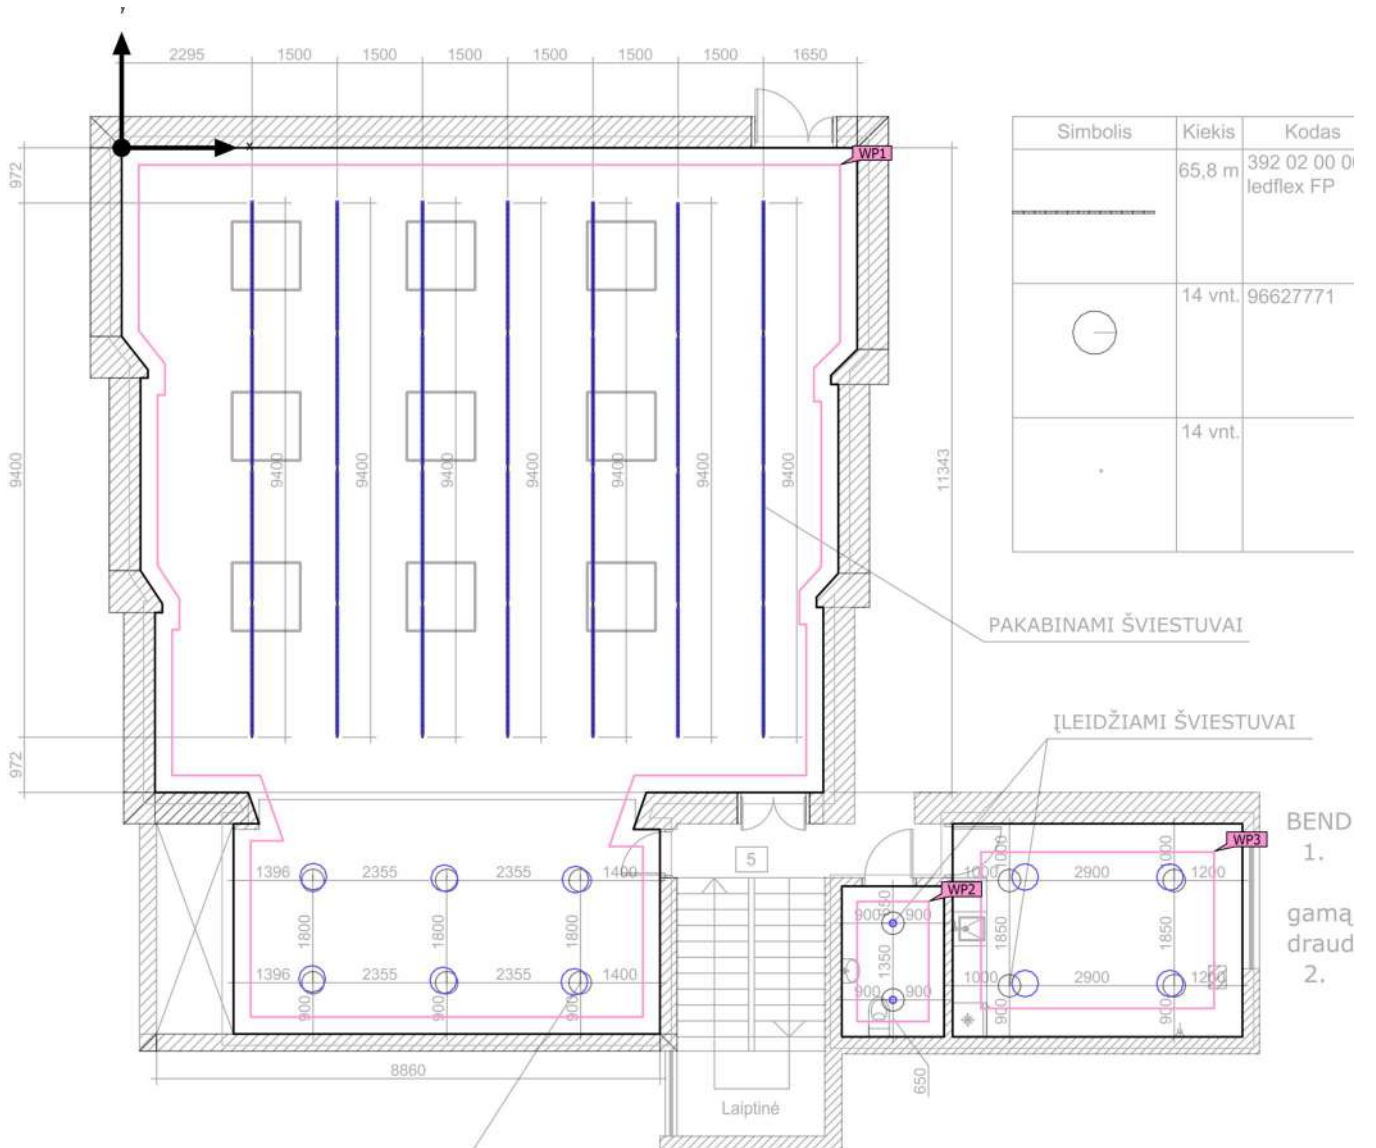 y
2295 1500 1500 1500 1500 1500 1500 1650
x
WP1
972
9400
972
9400 9400 9400 9400 9400 9400 9400
11343
Simbolis Kiekis Kodas
65,8 m 392 02 00 0
ledflex FP
14 vnt. 96627771
14 vnt.
PAKABINAMI ŠVIESTUVAI
ĮLEIDŽIAMI ŠVIESTUVAI
BEND
1.
gamą
draud
2.
5
WP3
WP2
1396 2355 2355 1400
1800 1800 1800
1396 2355 2355 1400
900 900 900
8860
900 900
1350
900 900
650
1000 1000
1000 2900 1200
1850 1850
1000 2900 1200
900 900
Laiptinė